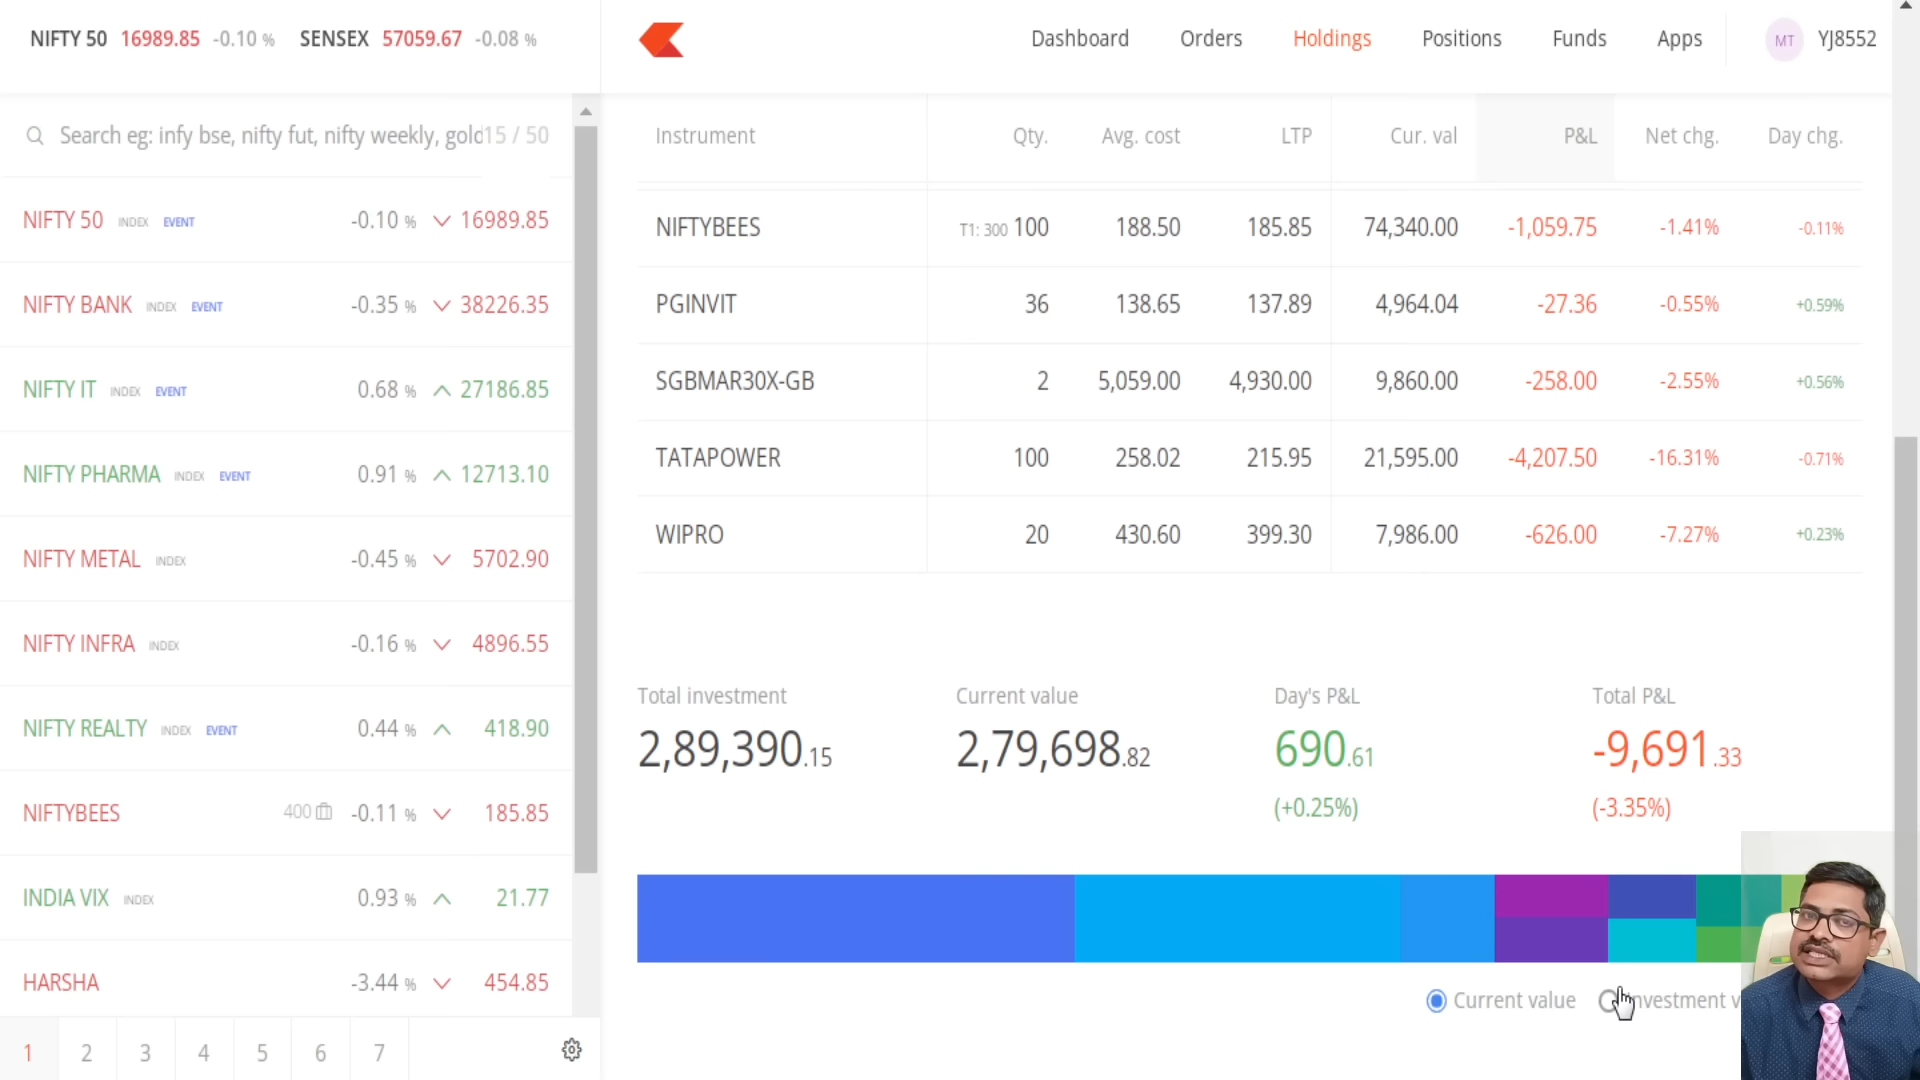 NIFTY 50 16989.85 -0.10 % SENSEX 57059.67 -0.08 %
Dashboard Orders Holdings Positions Funds Apps MT YJ8552
Search eg: infy bse, nifty fut, nifty weekly, gold 15 / 50
NIFTY 50 INDEX EVENT -0.10 % 16989.85
NIFTY BANK INDEX EVENT -0.35 % 38226.35
NIFTY IT INDEX EVENT 0.68 % 27186.85
NIFTY PHARMA INDEX EVENT 0.91 % 12713.10
NIFTY METAL INDEX -0.45 % 5702.90
NIFTY INFRA INDEX -0.16 % 4896.55
NIFTY REALTY INDEX EVENT 0.44 % 418.90
NIFTYBEES 400 -0.11 % 185.85
INDIA VIX INDEX 0.93 % 21.77
HARSHA -3.44 % 454.85
1 2 3 4 5 6 7
Instrument Qty. Avg. cost LTP Cur. val P&L Net chg. Day chg.
NIFTYBEES T1: 300 100 188.50 185.85 74,340.00 -1,059.75 -1.41% -0.11%
PGINVIT 36 138.65 137.89 4,964.04 -27.36 -0.55% +0.59%
SGBMAR30X-GB 2 5,059.00 4,930.00 9,860.00 -258.00 -2.55% +0.56%
TATAPOWER 100 258.02 215.95 21,595.00 -4,207.50 -16.31% -0.71%
WIPRO 20 430.60 399.30 7,986.00 -626.00 -7.27% +0.23%
Total investment Current value Day's P&L Total P&L
2,89,390.15 2,79,698.82 690.61 -9,691.33
(+0.25%) (-3.35%)
Current value